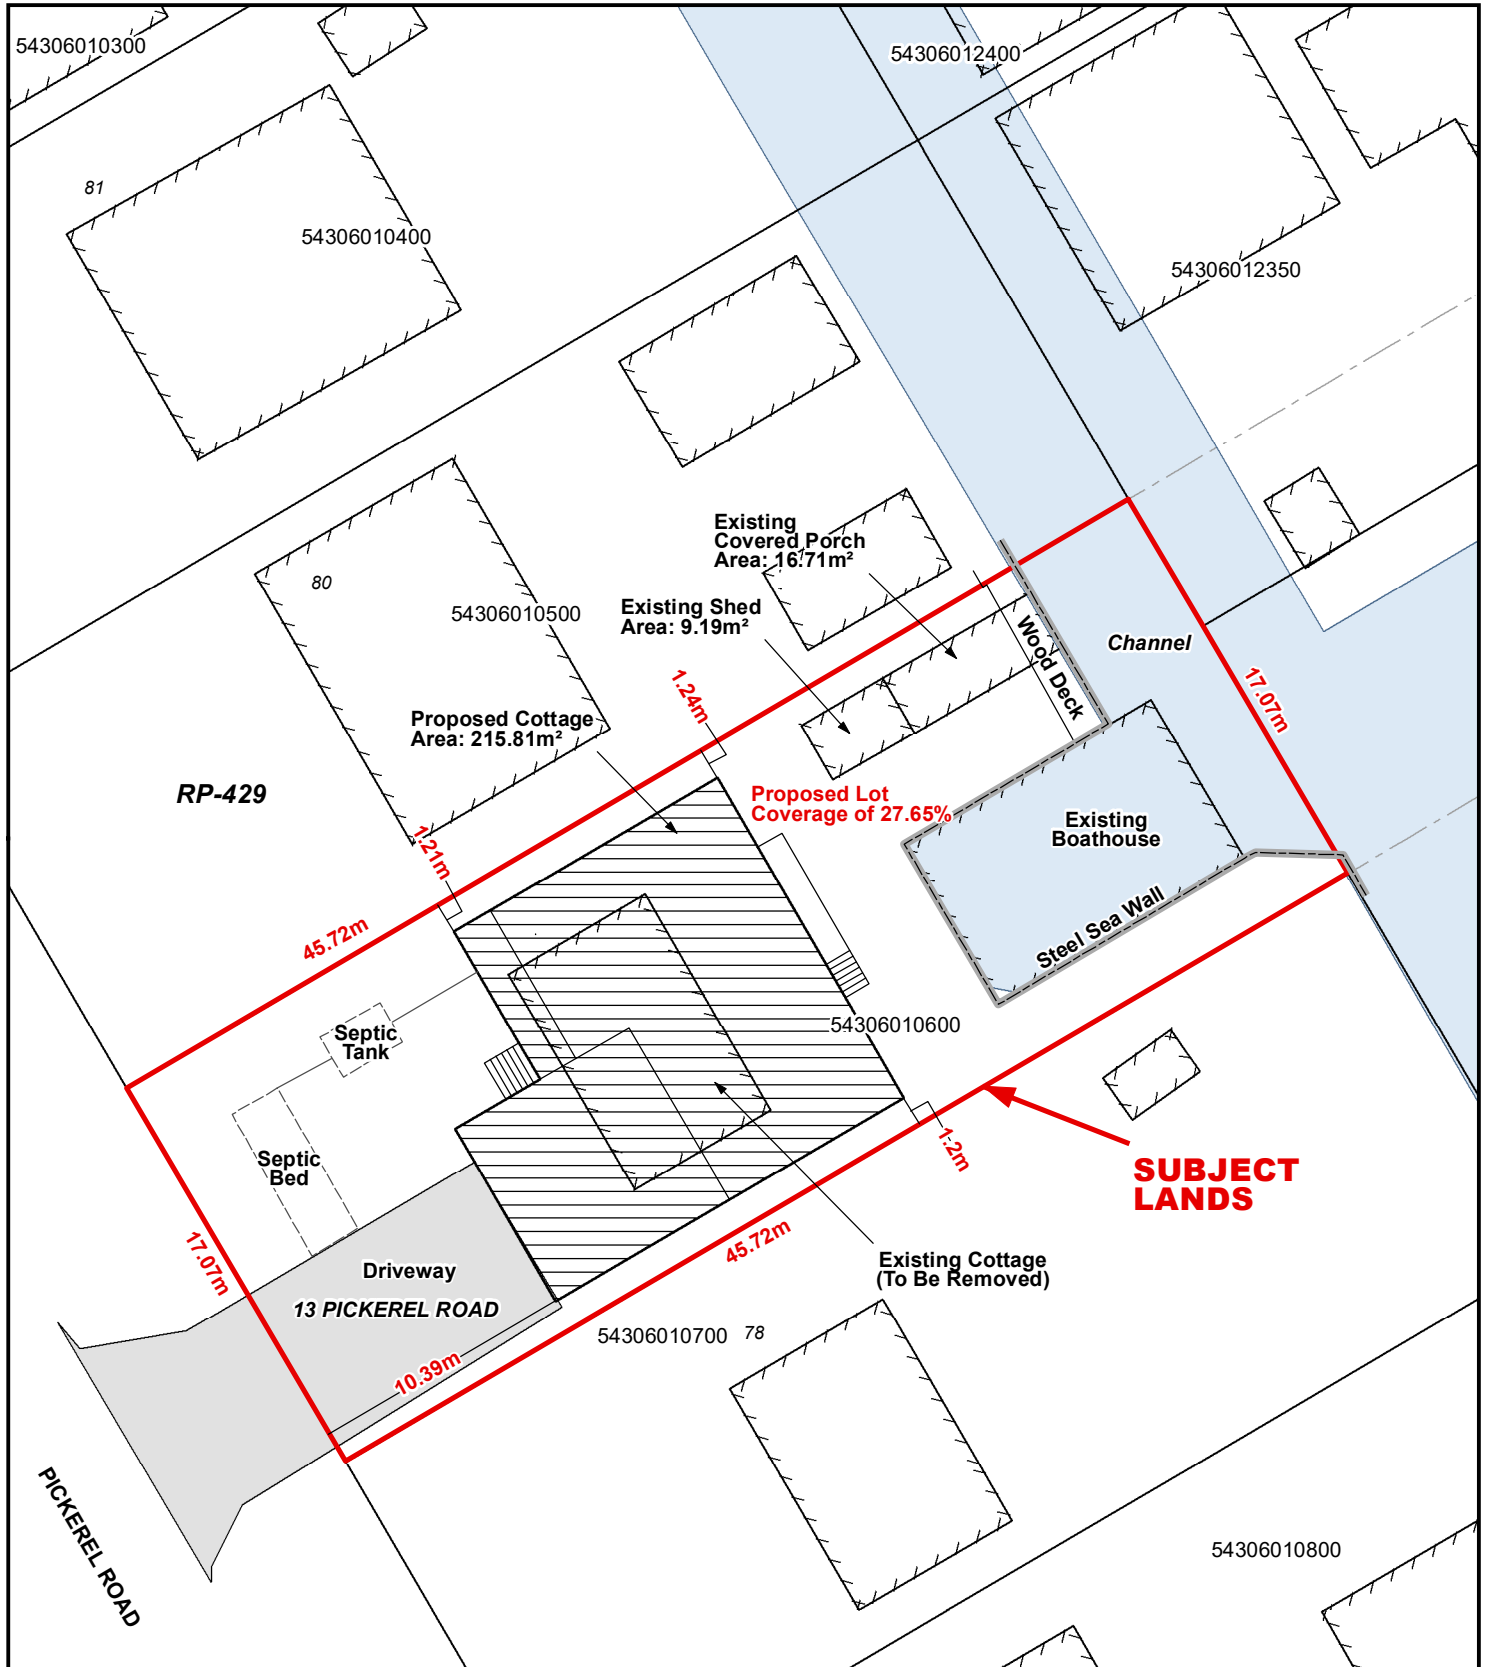 54306010300
54306012400
81
54306010400
54306012350
Existing
Covered Porch
Area: 16.71m²
80
54306010500
Existing Shed
Area: 9.19m²
Wood Deck
Channel
1.24m
17.07m
Proposed Cottage
Area: 215.81m²
RP-429
Proposed Lot
Coverage of 27.65%
Existing
Boathouse
1.21m
45.72m
Steel Sea Wall
Septic
Tank
54306010600
Septic
Bed
1.2m
SUBJECT
LANDS
17.07m
45.72m
Driveway
Existing Cottage
(To Be Removed)
13 PICKEREL ROAD
54306010700
78
10.39m
PICKEREL ROAD
54306010800